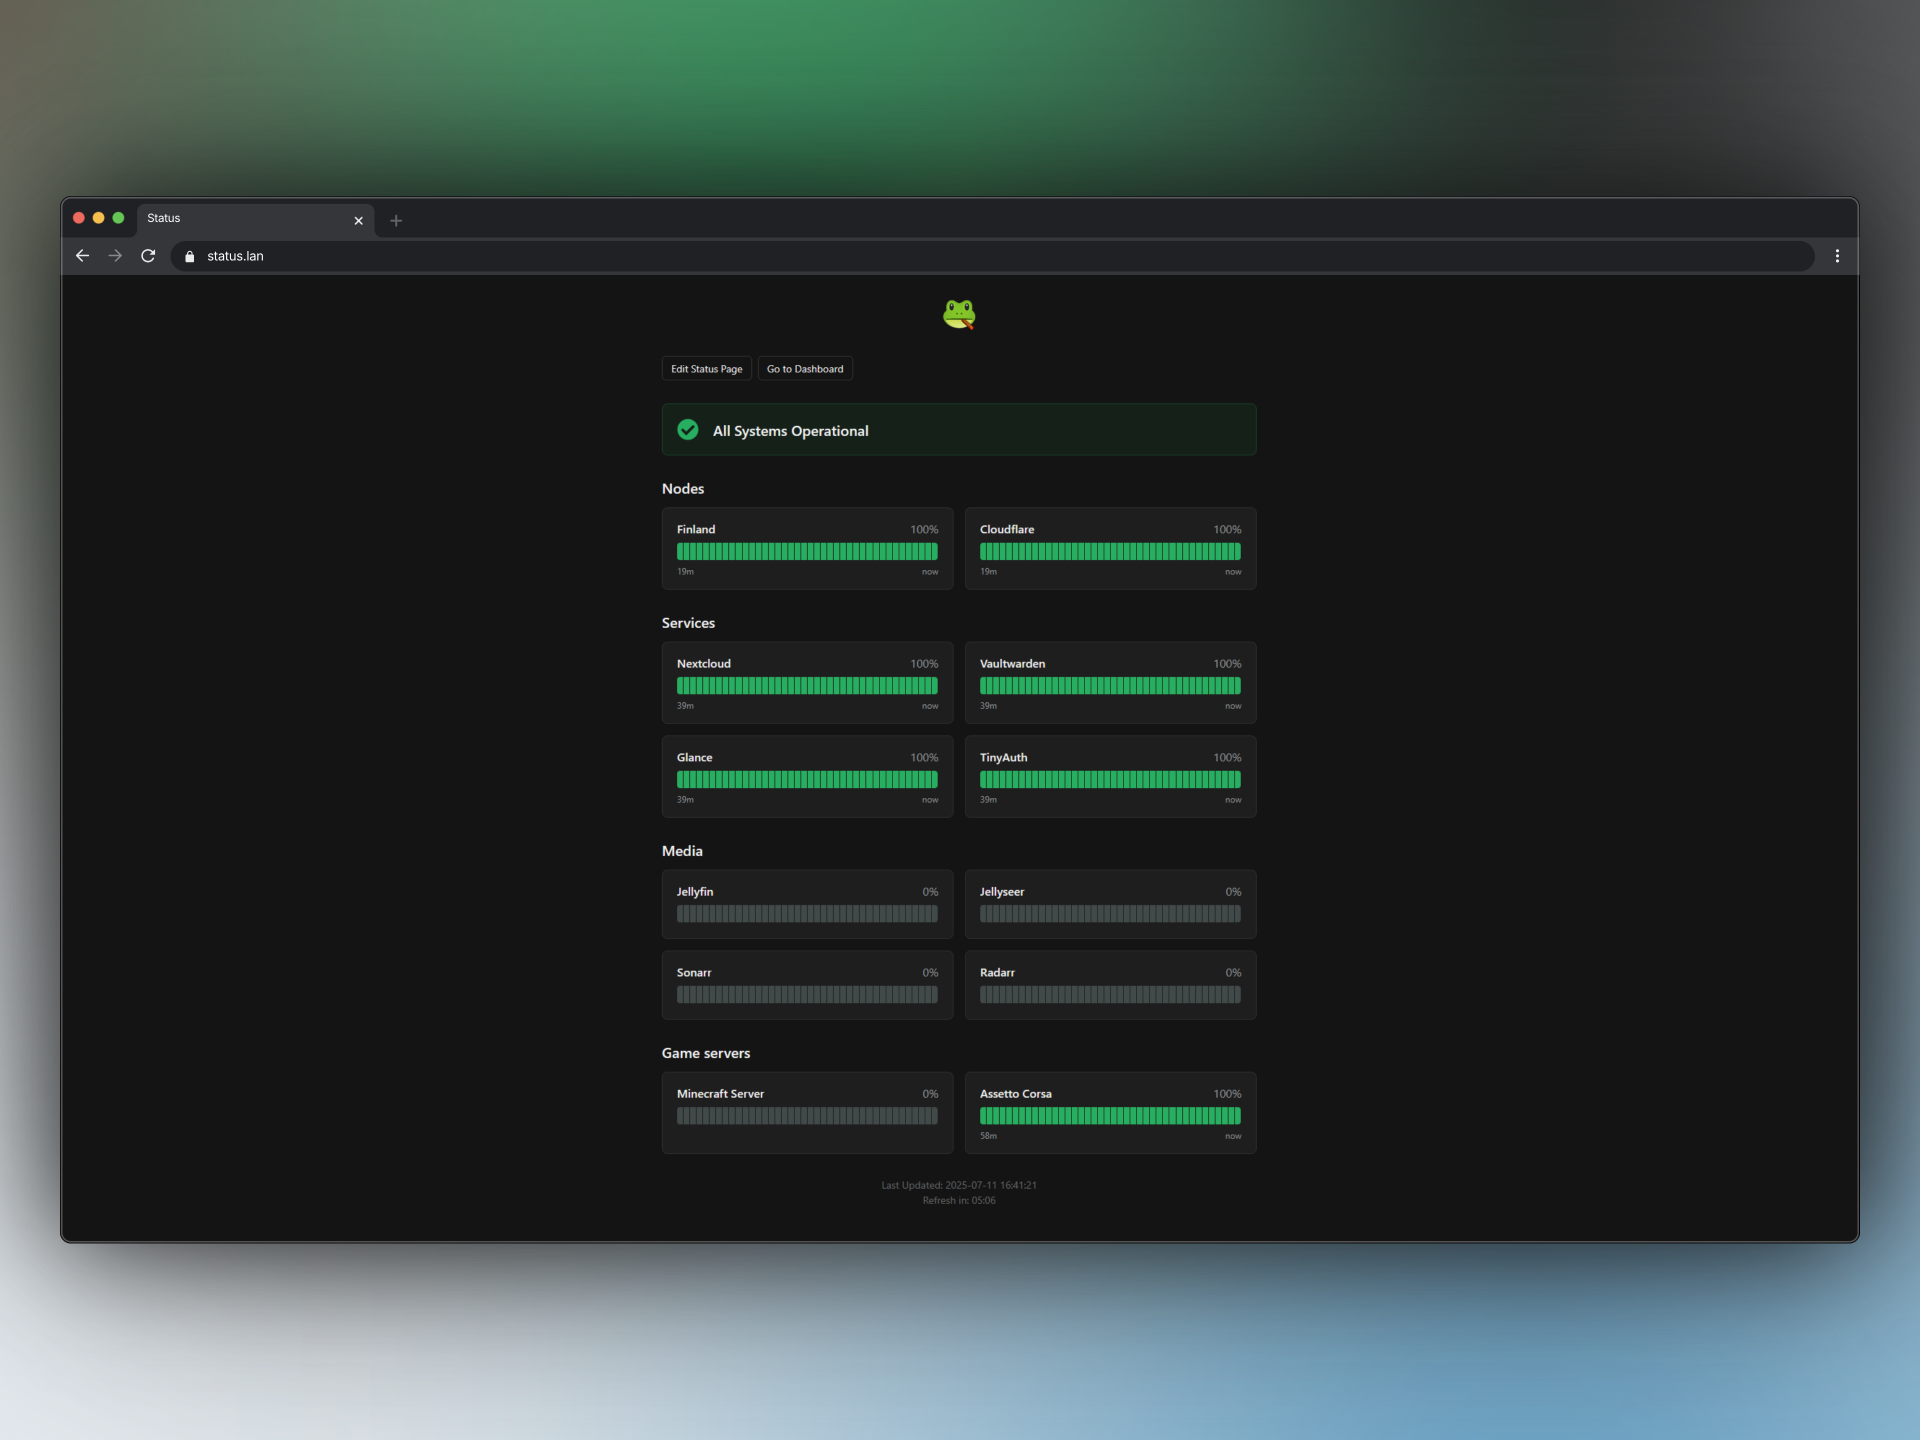 Status
status.lan
Edit Status Page Go to Dashboard
All Systems Operational
Nodes
Finland 100%
19m now
Cloudflare 100%
19m now
Services
Nextcloud 100%
39m now
Vaultwarden 100%
39m now
Glance 100%
39m now
TinyAuth 100%
39m now
Media
Jellyfin 0%
Jellyseer 0%
Sonarr 0%
Radarr 0%
Game servers
Minecraft Server 0%
Assetto Corsa 100%
58m now
Last Updated: 2025-07-11 16:41:21
Refresh in: 05:06